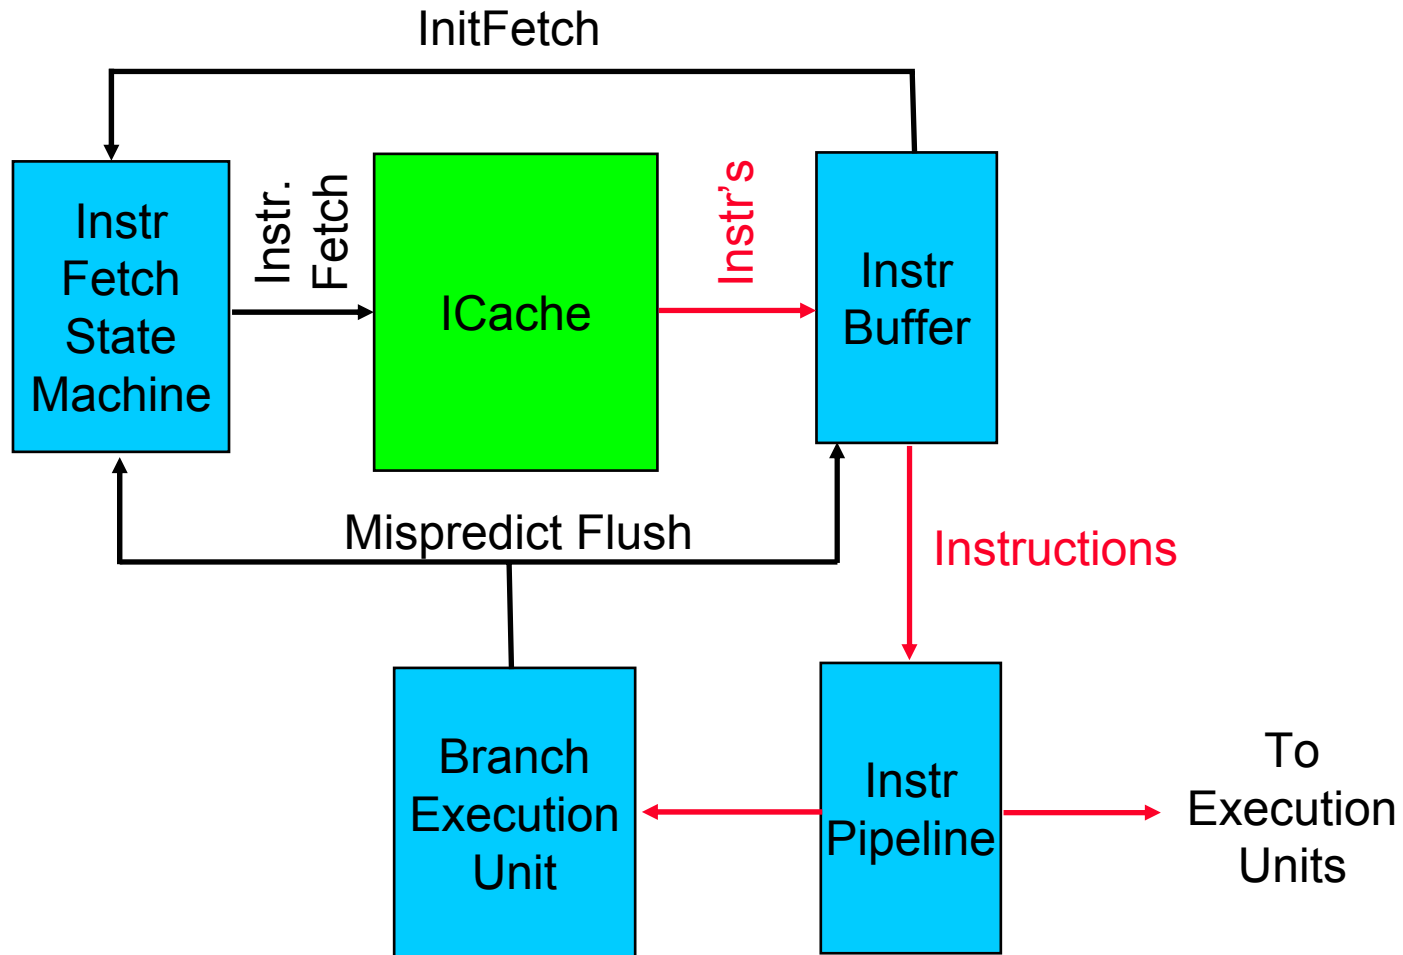 InitFetch
Instr
Fetch
State
Machine
Instr.
Fetch
ICache
Instr's
Instr
Buffer
Mispredict Flush
Instructions
Branch
Execution
Unit
Instr
Pipeline
To
Execution
Units